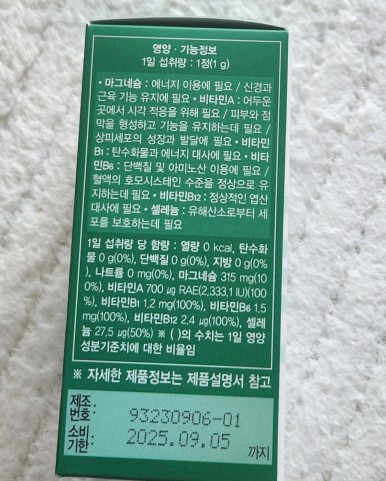 영양 · 기능정보
1일 섭취량 : 1정(1 g)
• 마그네슘 : 에너지 이용에 필요 / 신경과
근육 기능 유지에 필요 • 비타민A : 어두운
곳에서 시각 적응을 위해 필요 / 피부와 점
막을 형성하고 기능을 유지하는데 필요 /
상피세포의 성장과 발달에 필요 • 비타민
B1 : 탄수화물과 에너지 대사에 필요 • 비타
민B6 : 단백질 및 아미노산 이용에 필요 /
혈액의 호모시스테인 수준을 정상으로 유
지하는데 필요 • 비타민B12 : 정상적인 엽산
대사에 필요 • 셀레늄 : 유해산소로부터 세
포를 보호하는데 필요
1일 섭취량 당 함량 : 열량 0 kcal, 탄수화
물 0 g(0%), 단백질 0 g(0%), 지방 0 g(0%
), 나트륨 0 mg(0%), 마그네슘 315 mg(10
0%), 비타민A 700 ㎍ RAE(2,333.1 IU)(100
%), 비타민B1 1.2 mg(100%), 비타민B6 1.5
mg(100%), 비타민B12 2.4 ㎍(100%), 셀레
늄 27.5 ㎍(50%) ※ ( )의 수치는 1일 영양
성분기준치에 대한 비율임
※ 자세한 제품정보는 제품설명서 참고
제조
번호 : 93230906-01
소비
기한 : 2025.09.05 까지